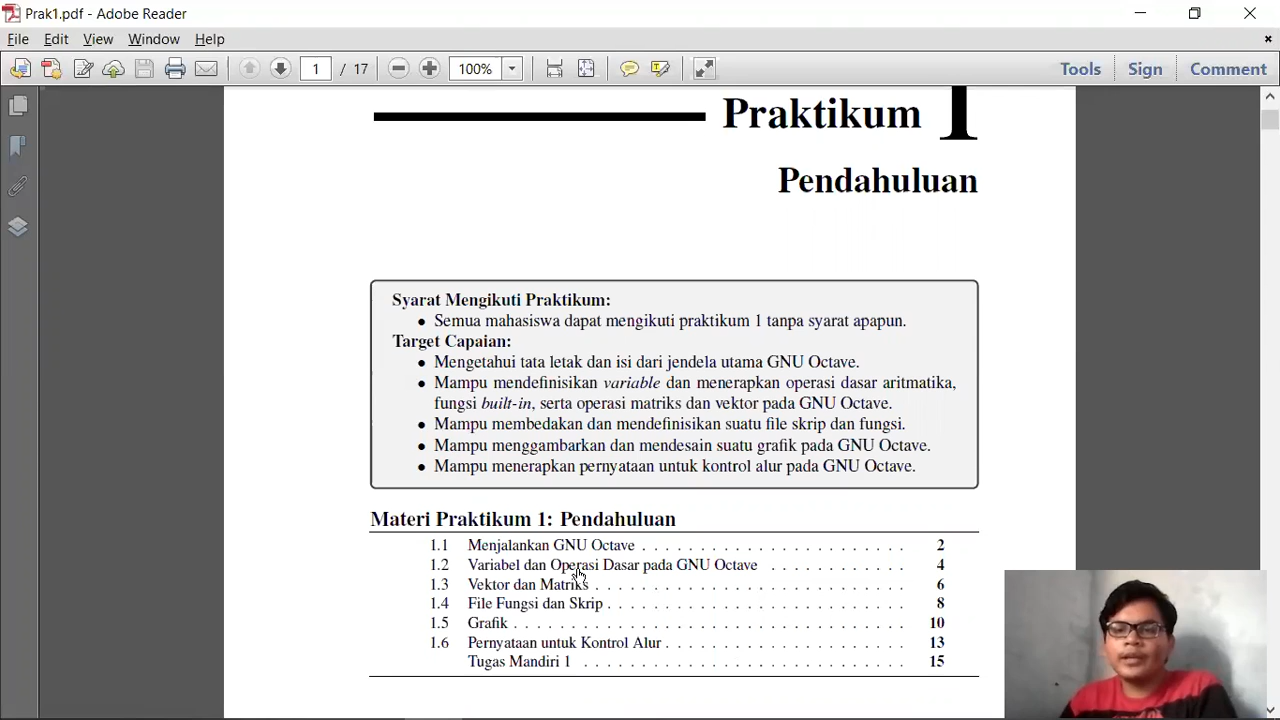 Prak1.pdf - Adobe Reader
File Edit View Window Help
1 / 17 100% Tools Sign Comment
Praktikum 1
Pendahuluan
Syarat Mengikuti Praktikum:
• Semua mahasiswa dapat mengikuti praktikum 1 tanpa syarat apapun.
Target Capaian:
• Mengetahui tata letak dan isi dari jendela utama GNU Octave.
• Mampu mendefinisikan variable dan menerapkan operasi dasar aritmatika,
fungsi built-in, serta operasi matriks dan vektor pada GNU Octave.
• Mampu membedakan dan mendefinisikan suatu file skrip dan fungsi.
• Mampu menggambarkan dan mendesain suatu grafik pada GNU Octave.
• Mampu menerapkan pernyataan untuk kontrol alur pada GNU Octave.
Materi Praktikum 1: Pendahuluan
1.1 Menjalankan GNU Octave . . . . . . . . . . . . . . . . . . . . 2
1.2 Variabel dan Operasi Dasar pada GNU Octave . . . . . . . . . . 4
1.3 Vektor dan Matriks . . . . . . . . . . . . . . . . . . . . . . . 6
1.4 File Fungsi dan Skrip . . . . . . . . . . . . . . . . . . . . . . 8
1.5 Grafik . . . . . . . . . . . . . . . . . . . . . . . . . . . . . 10
1.6 Pernyataan untuk Kontrol Alur . . . . . . . . . . . . . . . . . . 13
Tugas Mandiri 1 . . . . . . . . . . . . . . . . . . . . . . . . 15